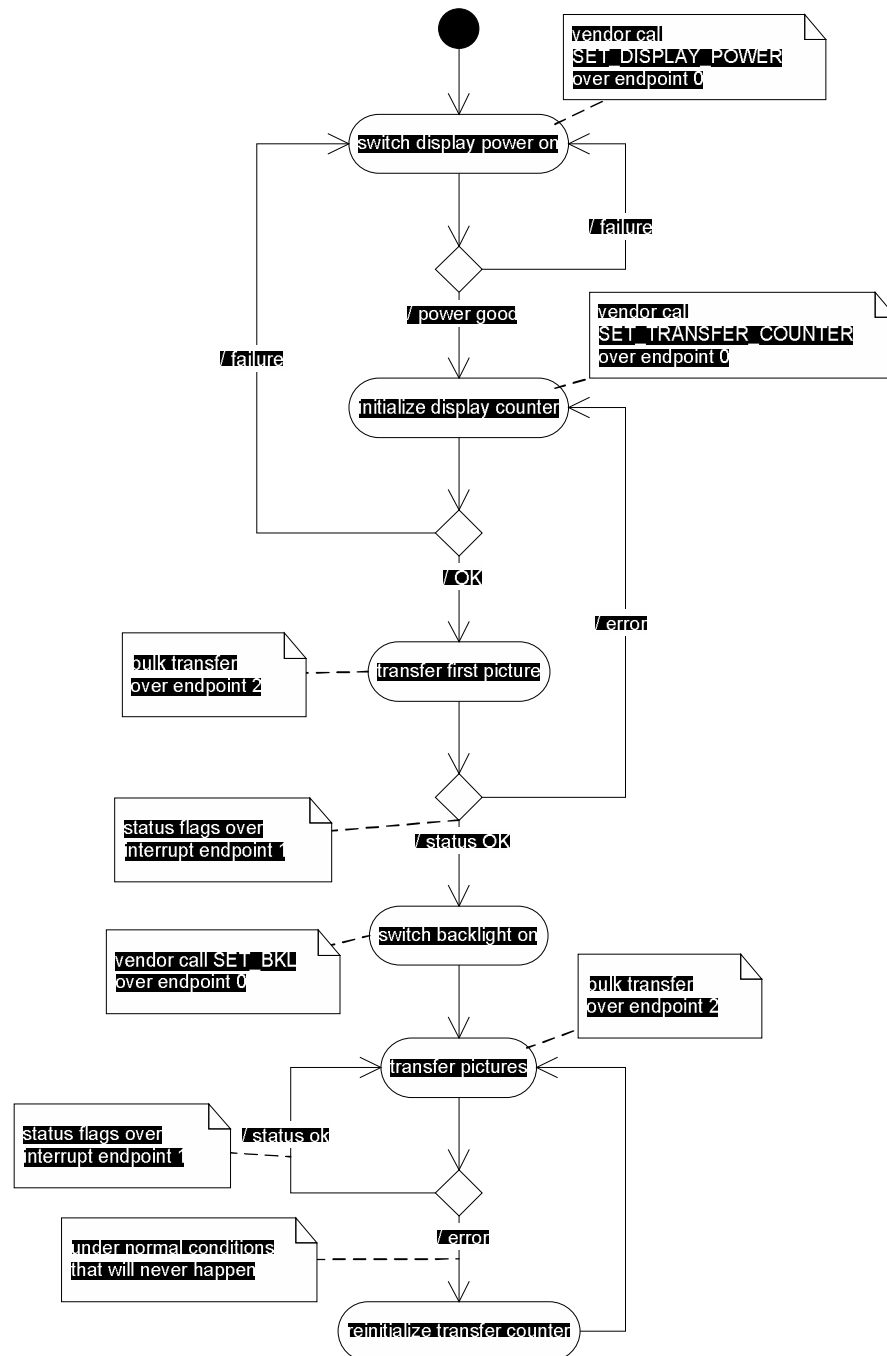 vendor call
SET_DISPLAY_POWER
over endpoint 0
switch display power on
/ failure
vendor call
SET_TRANSFER_COUNTER
over endpoint 0
/ power good
/ failure
initialize display counter
/ OK
/ error
bulk transfer
over endpoint 2
transfer first picture
status flags over
interrupt endpoint 1
/ status OK
switch backlight on
vendor call SET_BKL
over endpoint 0
bulk transfer
over endpoint 2
transfer pictures
status flags over
interrupt endpoint 1
/ status ok
/ error
under normal conditions
that will never happen
reinitialize transfer counter